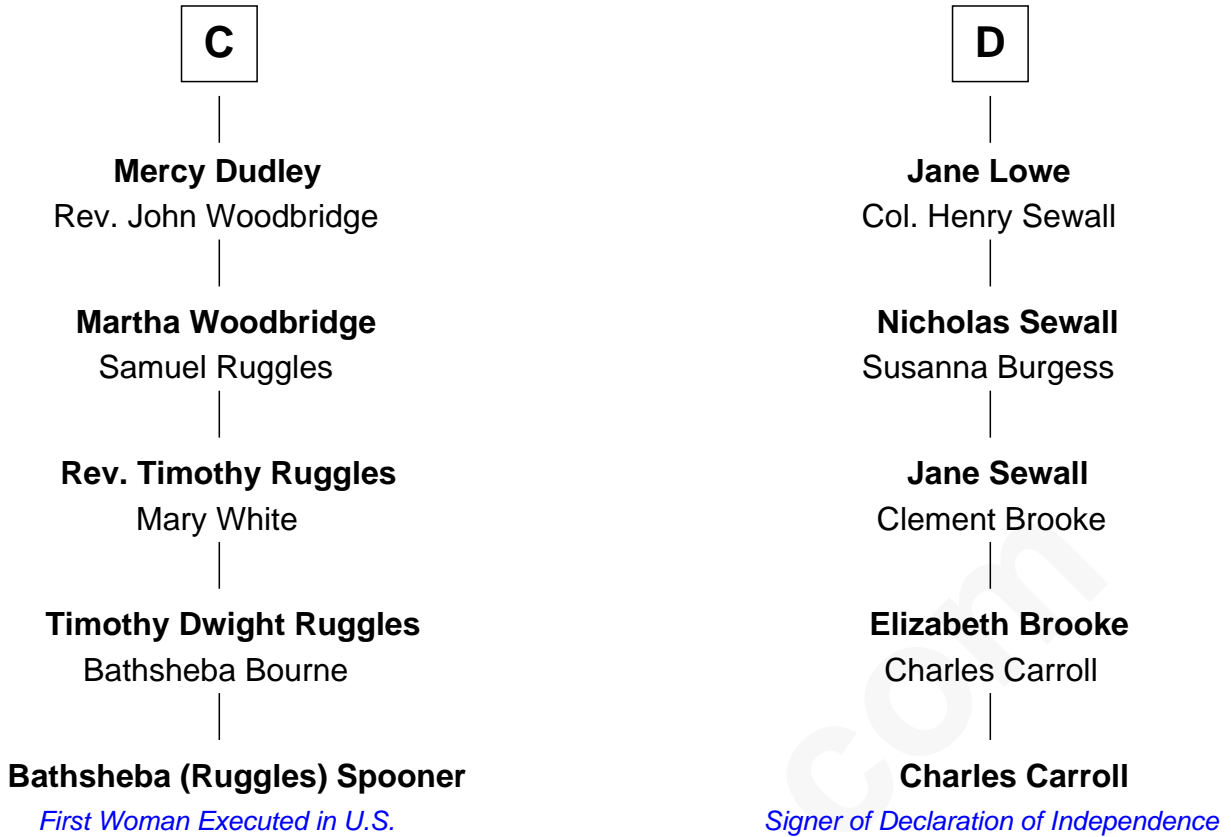 C
Mercy Dudley
Rev. John Woodbridge
Martha Woodbridge
Samuel Ruggles
Rev. Timothy Ruggles
Mary White
Timothy Dwight Ruggles
Bathsheba Bourne
Bathsheba (Ruggles) Spooner
First Woman Executed in U.S.
D
Jane Lowe
Col. Henry Sewall
Nicholas Sewall
Susanna Burgess
Jane Sewall
Clement Brooke
Elizabeth Brooke
Charles Carroll
Charles Carroll
Signer of Declaration of Independence
com